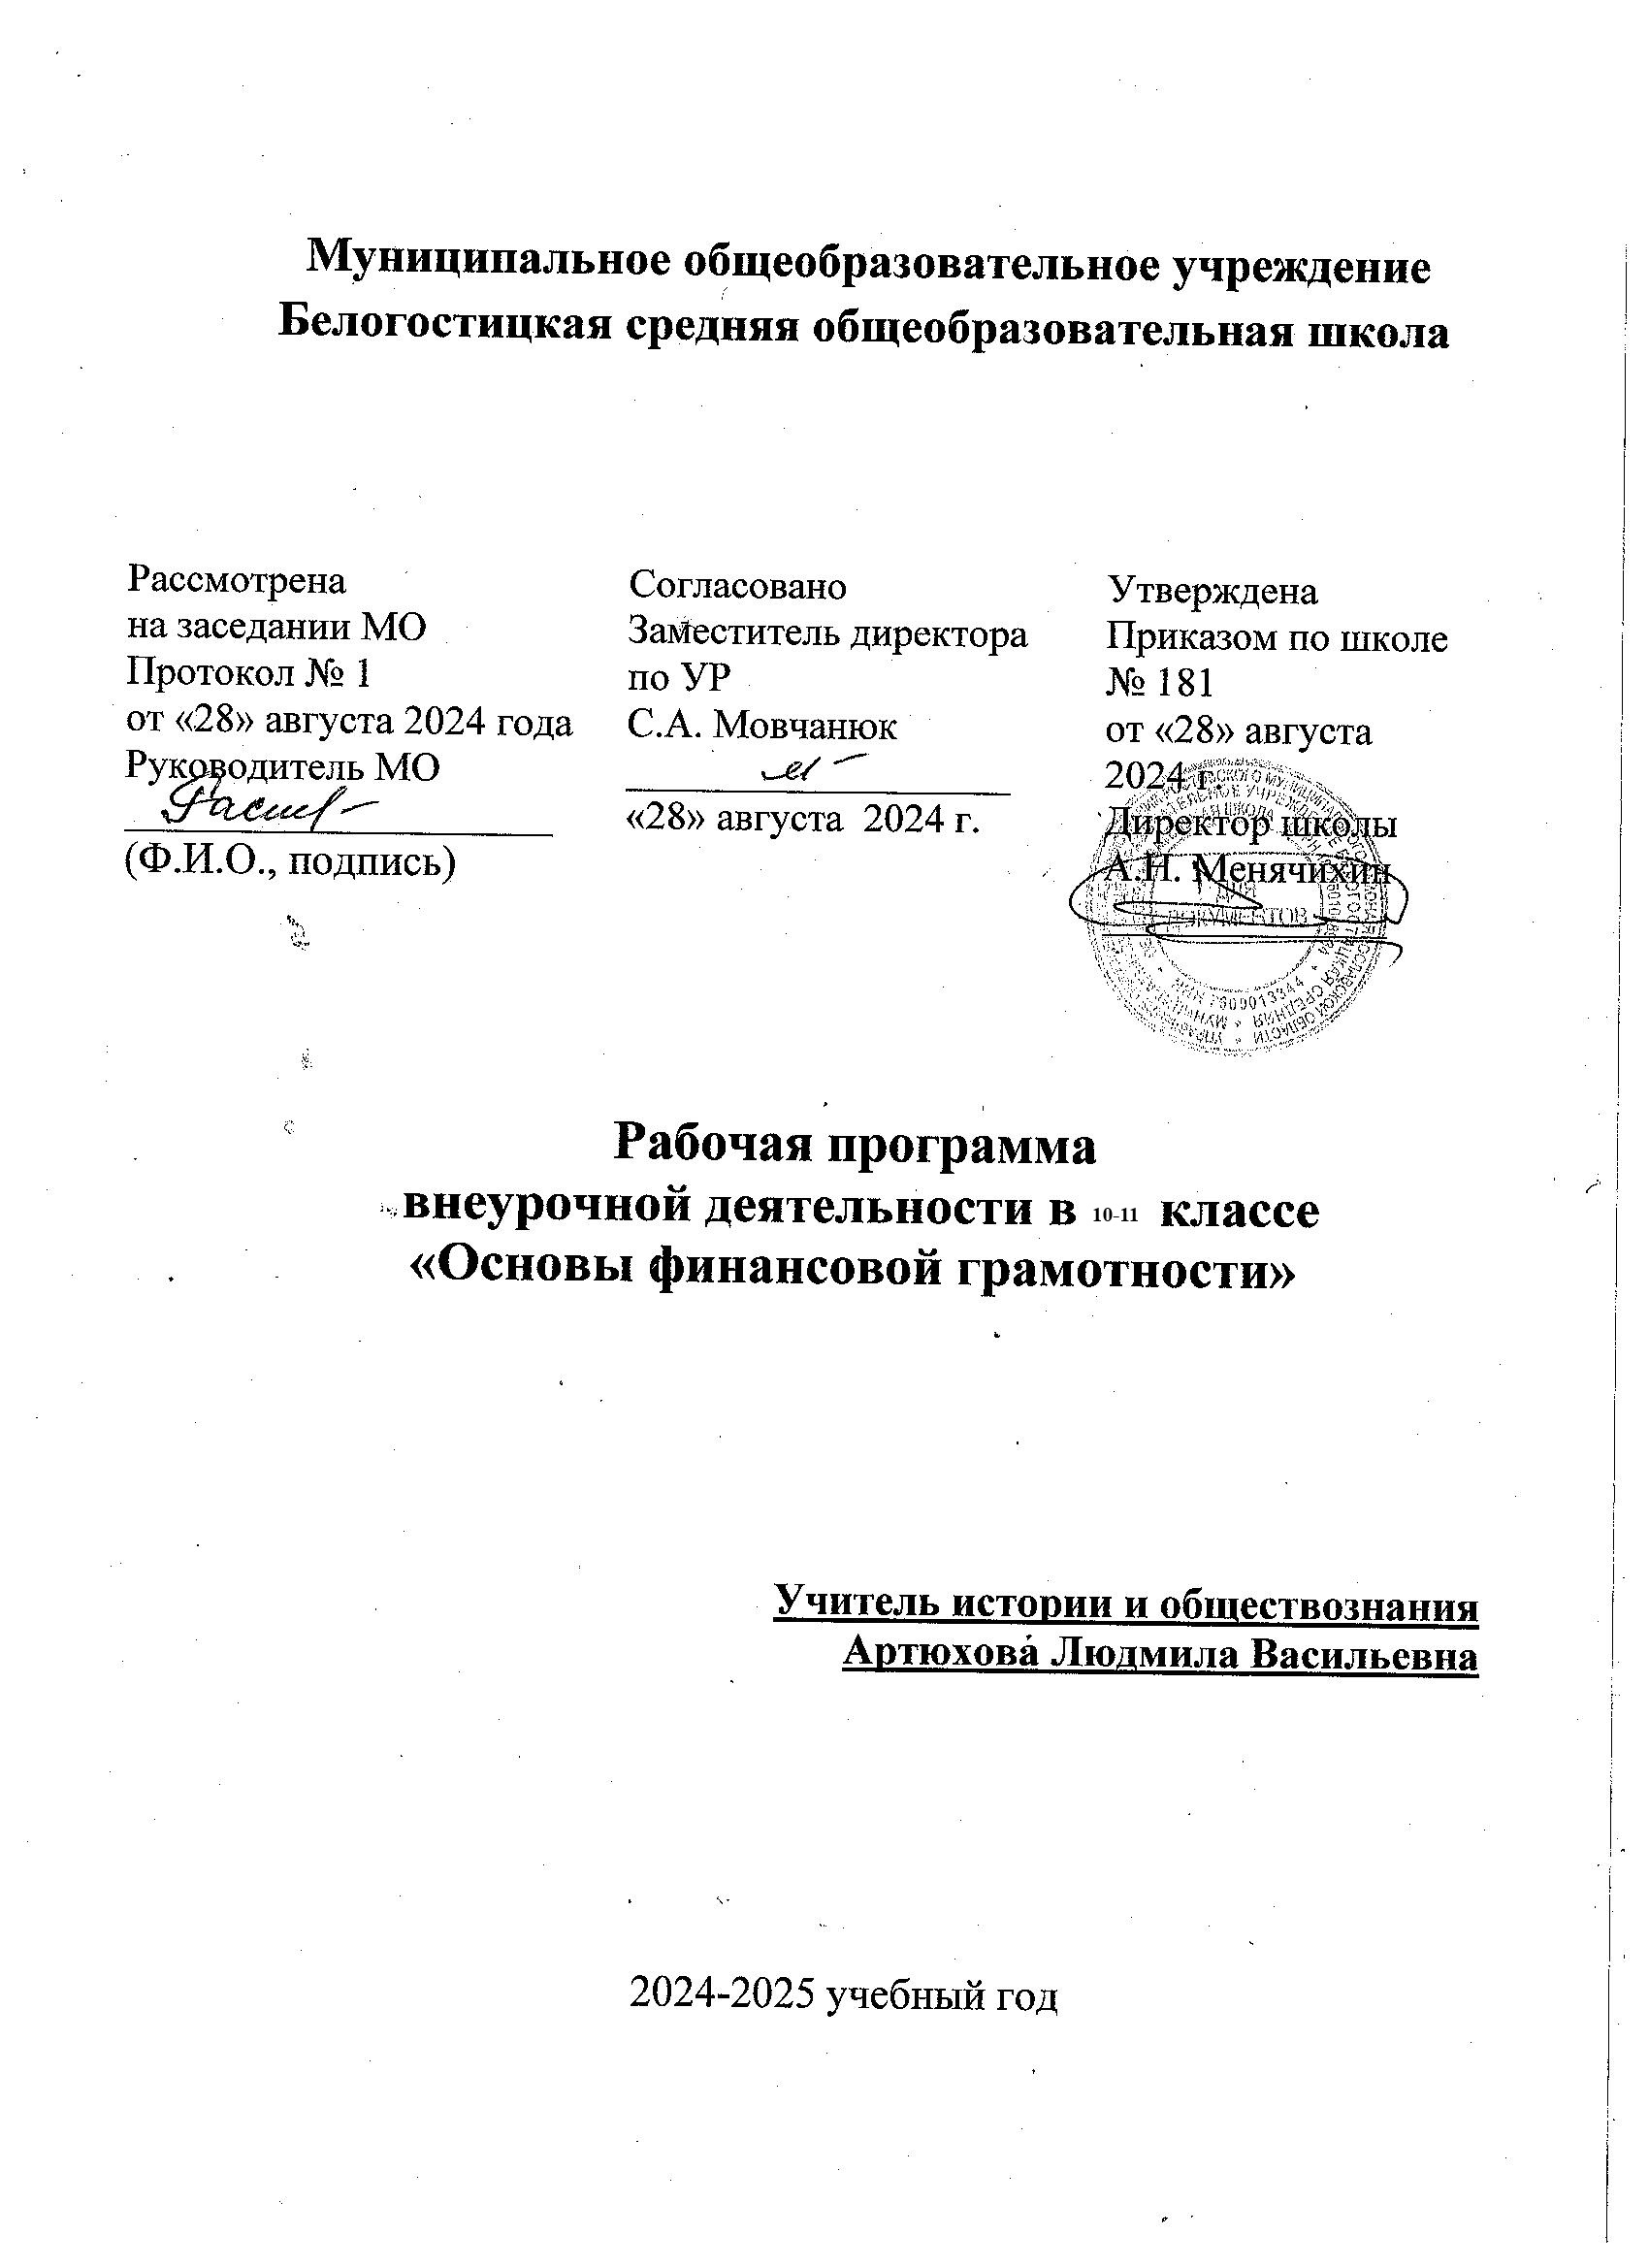 Муниципальное общеобразовательное учреждение
Белогостицкая средняя общеобразовательная школа
Рассмотрена
на заседании МО
Протокол № 1
от «28» августа 2024 года
Руководитель МО
(Ф.И.О., подпись)
Согласовано
Заместитель директора
по УР
С.А. Мовчанюк
«28» августа 2024 г.
Утверждена
Приказом по школе
№ 181
от «28» августа
2024 г.
Директор школы
А.Н. Менячихин
ДЛЯ
ДОКУМЕНТОВ
Рабочая программа
внеурочной деятельности в 10-11 классе
«Основы финансовой грамотности»
Учитель истории и обществознания
Артюхова Людмила Васильевна
2024-2025 учебный год